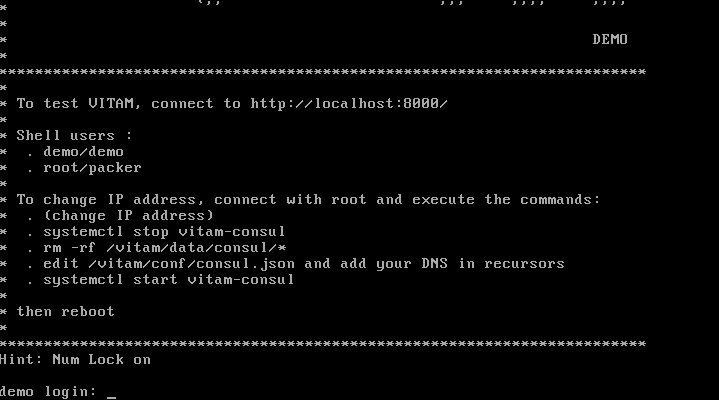 *
*
* DEMO
*
***********************************************************************
*
* To test VITAM, connect to http://localhost:8000/
*
* Shell users :
*  . demo/demo
*  . root/packer
*
* To change IP address, connect with root and execute the commands:
*  . (change IP address)
*  . systemctl stop vitam-consul
*  . rm -rf /vitam/data/consul/*
*  . edit /vitam/conf/consul.json and add your DNS in recursors
*  . systemctl start vitam-consul
*
* then reboot
*
***********************************************************************
Hint: Num Lock on
demo login: _